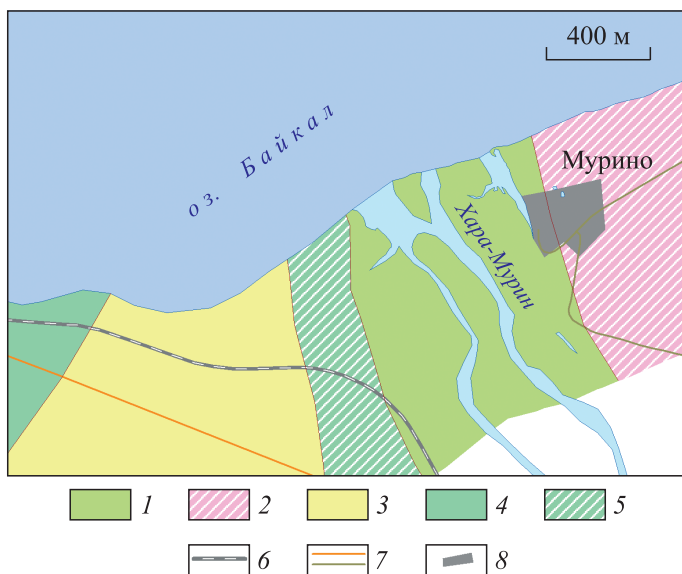 400 м
оз. Байкал
Мурино
Хара-Мурин
1 2 3 4 5
6 7 8